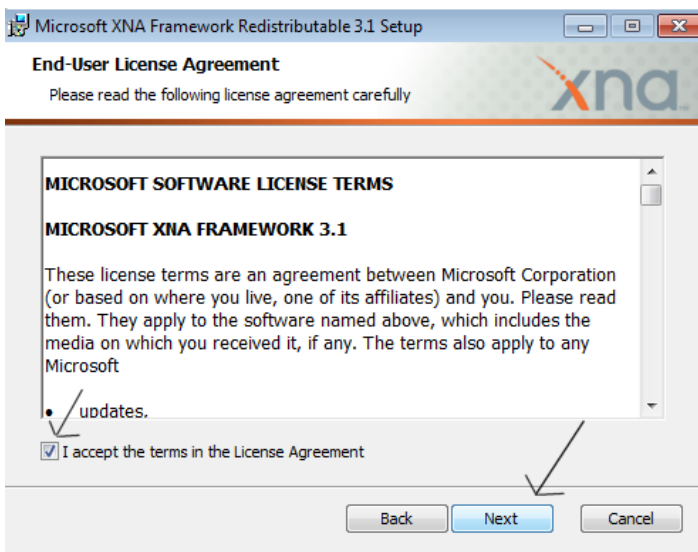 Microsoft XNA Framework Redistributable 3.1 Setup
End-User License Agreement
Please read the following license agreement carefully
xna
MICROSOFT SOFTWARE LICENSE TERMS
MICROSOFT XNA FRAMEWORK 3.1
These license terms are an agreement between Microsoft Corporation
(or based on where you live, one of its affiliates) and you. Please read
them. They apply to the software named above, which includes the
media on which you received it, if any. The terms also apply to any
Microsoft
• updates,
I accept the terms in the License Agreement
Back Next Cancel